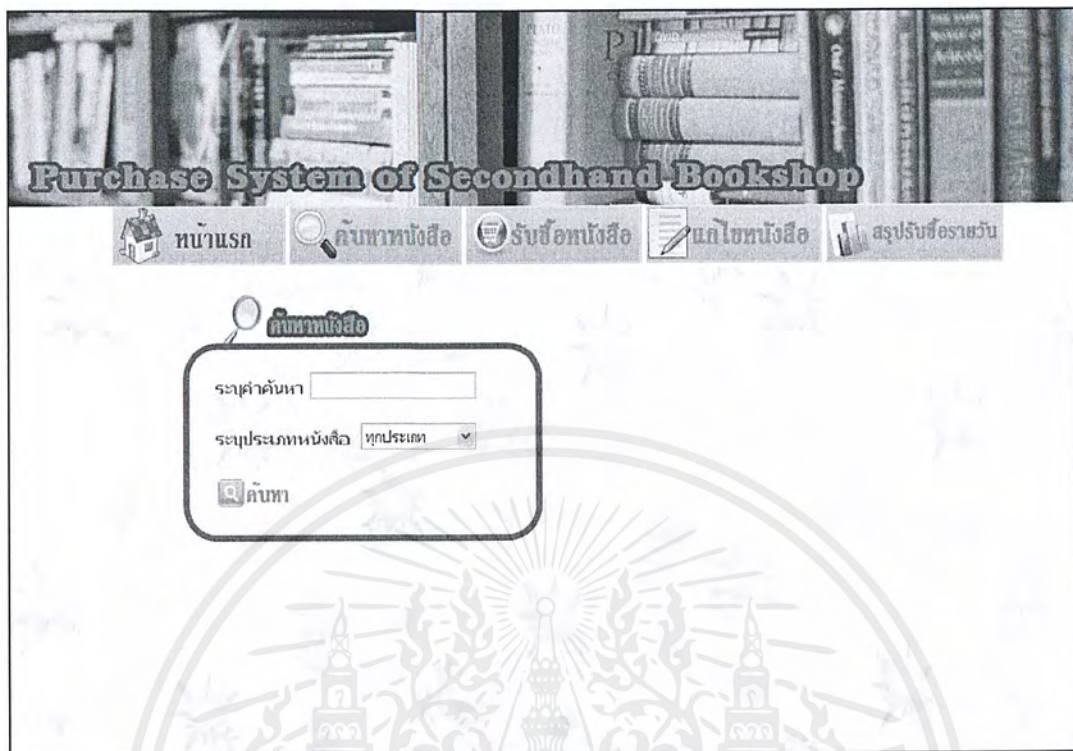 PLATO
Purchase System of Secondhand Bookshop
หน้าแรก ค้นหาหนังสือ รับซื้อหนังสือ แก้ไขหนังสือ สรุปรับซื้อรายวัน
ค้นหาหนังสือ
ระบุคำค้นหา
ระบุประเภทหนังสือ ทุกประเภท
ค้นหา